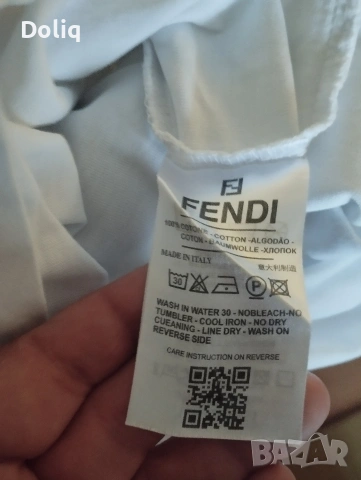 Doliq
FENDI
100% COTONE - COTTON -ALGODÃO -
COTON - BAUMWOLLE -ХЛОПОК
MADE IN ITALY
意大利制造
30 P
WASH IN WATER 30 - NOBLEACH-NO
TUMBLER - COOL IRON - NO DRY
CUEANING - LINE DRY - WASH ON
REVERSE SIDE
CARE INSTRUCTION ON REVERSE
BAZAR